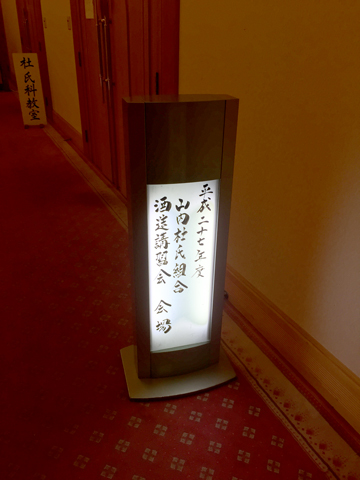 平成二十七年度
山内杜氏組合
酒造講習会 会場
杜氏科教室